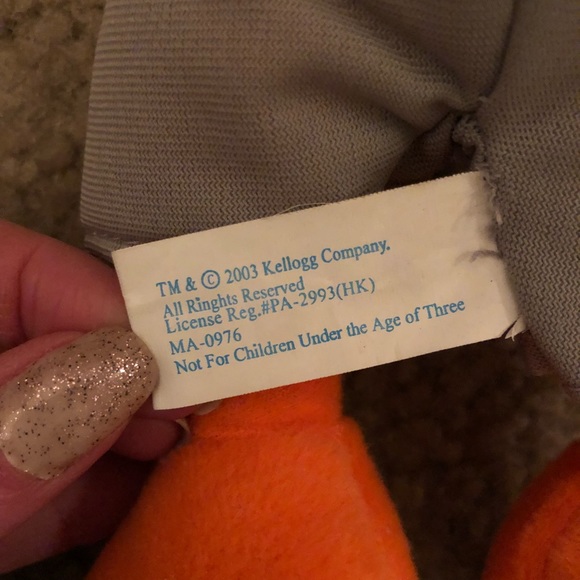 TM & © 2003 Kellogg Company.
All Ringhts Reserved
License Reg.#PA-2993(HK)
MA-0976
Not For Children Under the Age of Three